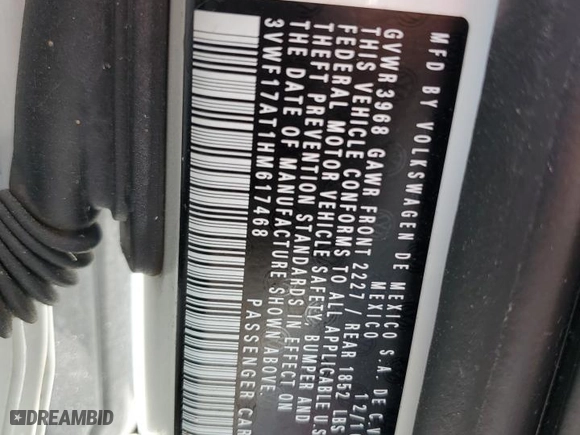 MFD BY VOLKSWAGEN DE MEXICO S.A. DE C.V.
MEXICO
GVWR 3968 GAWR FRONT 2227 / REAR 1852 LBS
THIS VEHICLE CONFORMS TO ALL APPLICABLE U.S.
FEDERAL MOTOR VEHICLE SAFETY, BUMPER AND
THEFT PREVENTION STANDARDS IN EFFECT ON
THE DATE OF MANUFACTURE SHOWN ABOVE.
3VWF17AT1HM617468 PASSENGER CAR
DREAMBID